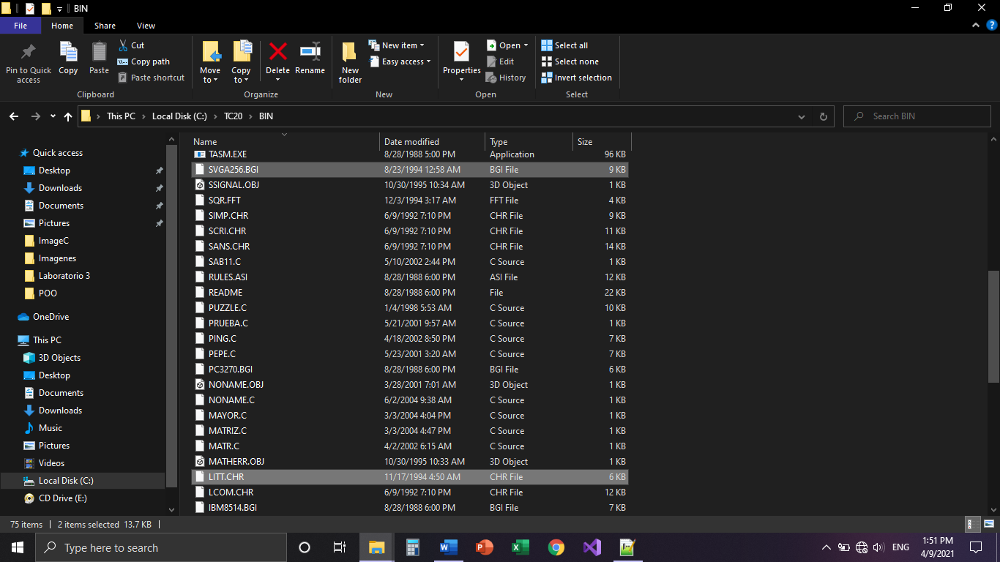 BIN
File Home Share View
Pin to Quick access
Copy
Paste
Cut
Copy path
Paste shortcut
Clipboard
Move to
Copy to
Delete
Rename
Organize
New folder
New item
Easy access
New
Properties
Open
Edit
History
Open
Select all
Select none
Invert selection
Select
This PC Local Disk (C:) TC20 BIN
Search BIN
Quick access
Desktop
Downloads
Documents
Pictures
ImageC
Imagenes
Laboratorio 3
POO
OneDrive
This PC
3D Objects
Desktop
Documents
Downloads
Music
Pictures
Videos
Local Disk (C:)
CD Drive (E:)
Name Date modified Type Size
TASM.EXE 8/28/1988 5:00 PM Application 96 KB
SVGA256.BGI 8/23/1994 12:58 AM BGI File 9 KB
SSIGNAL.OBJ 10/30/1995 10:34 AM 3D Object 1 KB
SQR.FFT 12/3/1994 3:17 AM FFT File 4 KB
SIMP.CHR 6/9/1992 7:10 PM CHR File 9 KB
SCRI.CHR 6/9/1992 7:10 PM CHR File 11 KB
SANS.CHR 6/9/1992 7:10 PM CHR File 14 KB
SAB11.C 5/10/2002 2:44 PM C Source 1 KB
RULES.ASI 8/28/1988 6:00 PM ASI File 12 KB
README 8/28/1988 6:00 PM File 22 KB
PUZZLE.C 1/4/1998 5:53 AM C Source 10 KB
PRUEBA.C 5/21/2001 9:57 AM C Source 1 KB
PING.C 4/18/2002 8:50 PM C Source 7 KB
PEPE.C 5/23/2001 3:20 AM C Source 7 KB
PC3270.BGI 8/28/1988 6:00 PM BGI File 6 KB
NONAME.OBJ 3/28/2001 7:01 AM 3D Object 1 KB
NONAME.C 6/2/2004 9:38 AM C Source 1 KB
MAYOR.C 3/3/2004 4:04 PM C Source 1 KB
MATRIZ.C 3/3/2004 4:47 PM C Source 1 KB
MATR.C 4/2/2002 6:15 AM C Source 1 KB
MATHERR.OBJ 10/30/1995 10:33 AM 3D Object 1 KB
LITT.CHR 11/17/1994 4:50 AM CHR File 6 KB
LCOM.CHR 6/9/1992 7:10 PM CHR File 12 KB
IBM8514.BGI 8/28/1988 6:00 PM BGI File 7 KB
75 items 2 items selected 13.7 KB
Type here to search
ENG
1:51 PM
4/9/2021